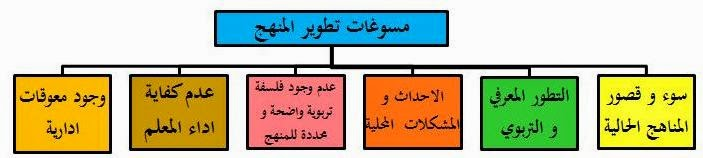 مسوغات تطوير المنهج
سوء و قصور
المناهج الحالية
التطور المعرفي
و التربوي
الاحداث و
المشكلات المحلية
عدم وجود فلسفة
تربوية واضحة و
محددة للمنهج
عدم كفاية
اداء المعلم
وجود معوقات
ادارية